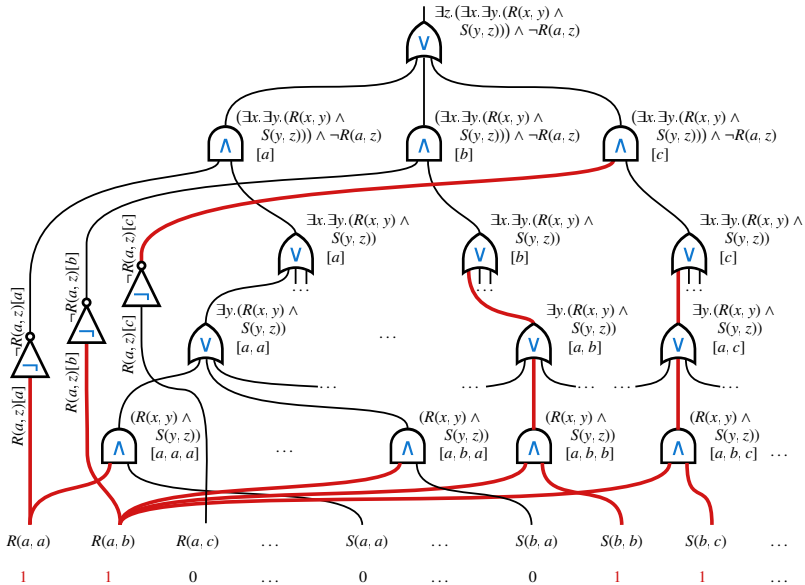 ∃z.(∃x.∃y.(R(x, y) ∧
S(y, z))) ∧ ¬R(a, z)
∨
(∃x.∃y.(R(x, y) ∧
S(y, z))) ∧ ¬R(a, z)
[a]
∧
(∃x.∃y.(R(x, y) ∧
S(y, z))) ∧ ¬R(a, z)
[b]
∧
(∃x.∃y.(R(x, y) ∧
S(y, z))) ∧ ¬R(a, z)
[c]
∧
¬R(a, z)[a]
¬R(a, z)[b]
¬R(a, z)[c]
∃x.∃y.(R(x, y) ∧
S(y, z))
[a]
∨
...
∃x.∃y.(R(x, y) ∧
S(y, z))
[b]
∨
...
∃x.∃y.(R(x, y) ∧
S(y, z))
[c]
∨
...
¬
¬
¬
R(a, z)[a]
R(a, z)[b]
R(a, z)[c]
∃y.(R(x, y) ∧
S(y, z))
[a, a]
∨
...
...
∃y.(R(x, y) ∧
S(y, z))
[a, b]
∨
...
...
∃y.(R(x, y) ∧
S(y, z))
[a, c]
∨
...
...
(R(x, y) ∧
S(y, z))
[a, a, a]
∧
...
(R(x, y) ∧
S(y, z))
[a, b, a]
∧
(R(x, y) ∧
S(y, z))
[a, b, b]
∧
(R(x, y) ∧
S(y, z))
[a, b, c]
∧
...
R(a, a) R(a, b) R(a, c) ... S(a, a) ... S(b, a) S(b, b) S(b, c) ...
1 1 0 ... 0 ... 0 1 1 ...